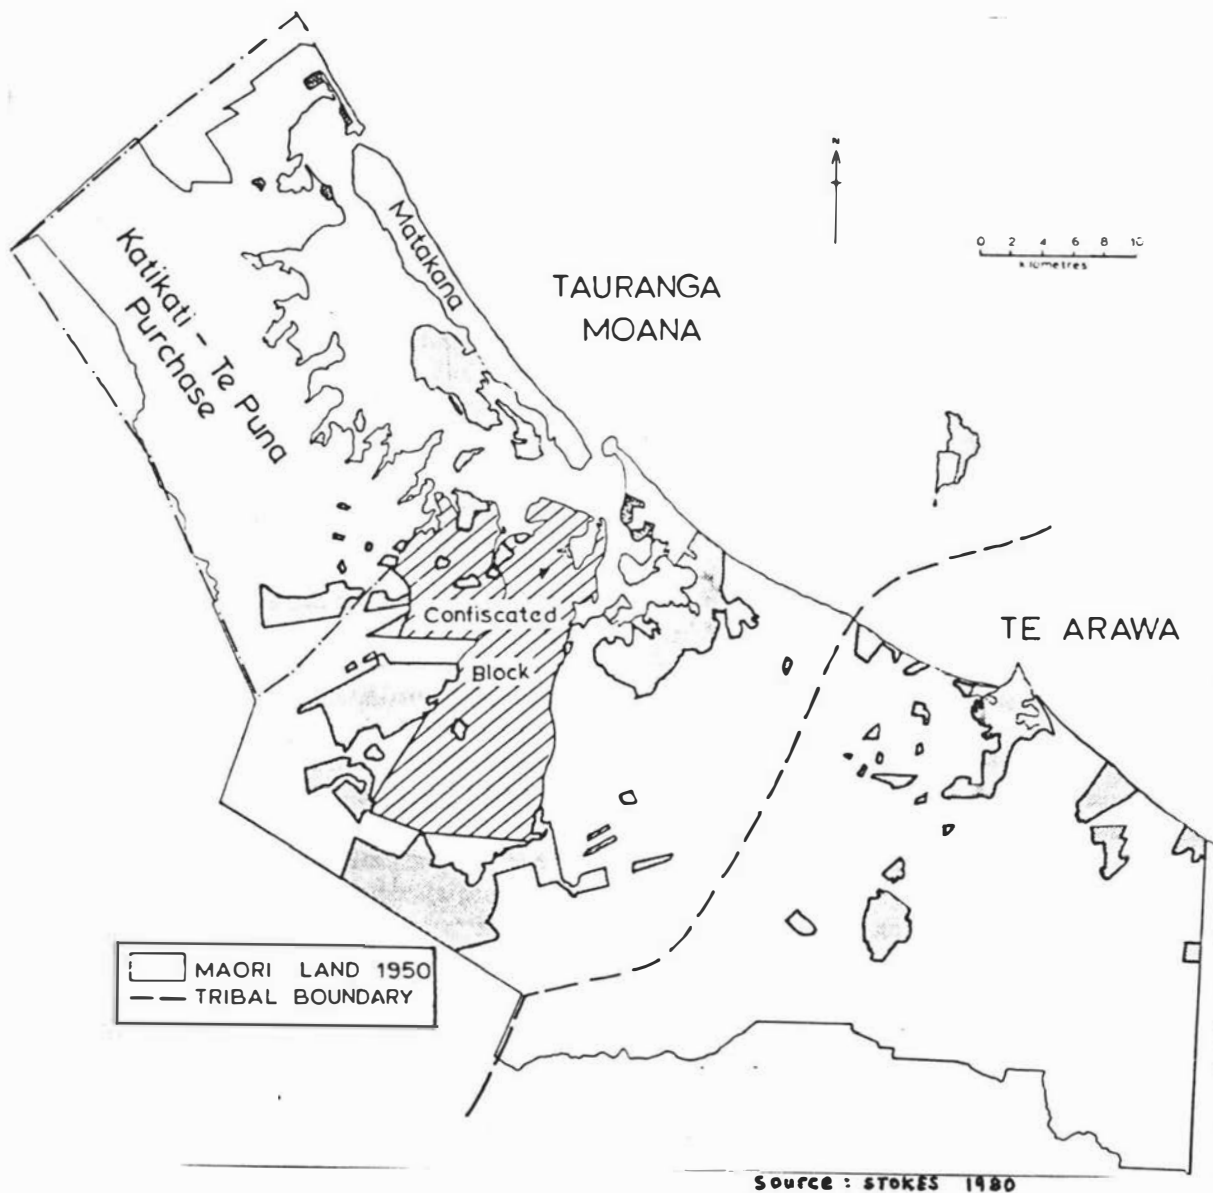 N
0 2 4 6 8 10
Kilometres
Matakana
TAURANGA
MOANA
Katikati - Te Puna
Purchase
Confiscated
Block
TE ARAWA
MAORI LAND 1950
TRIBAL BOUNDARY
Source : STOKES 1980